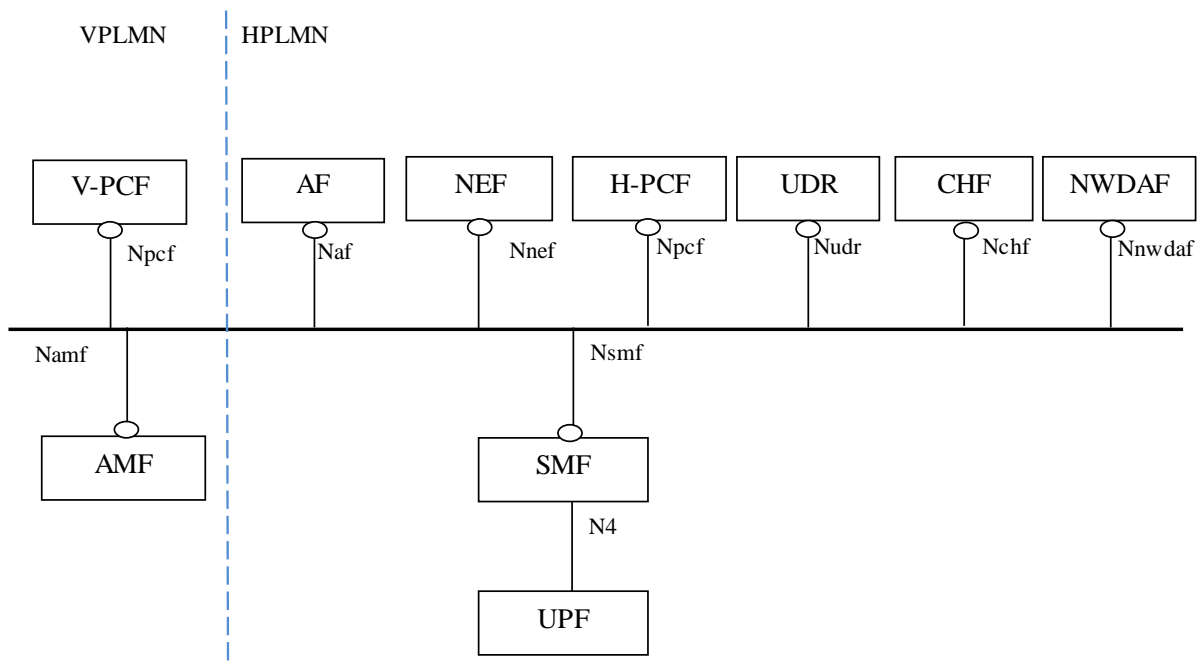 VPLMN HPLMN
V-PCF AF NEF H-PCF UDR CHF NWDAF
Npcf Naf Nnef Npcf Nudr Nchf Nnwdaf
Namf Nsmf
AMF SMF
N4
UPF